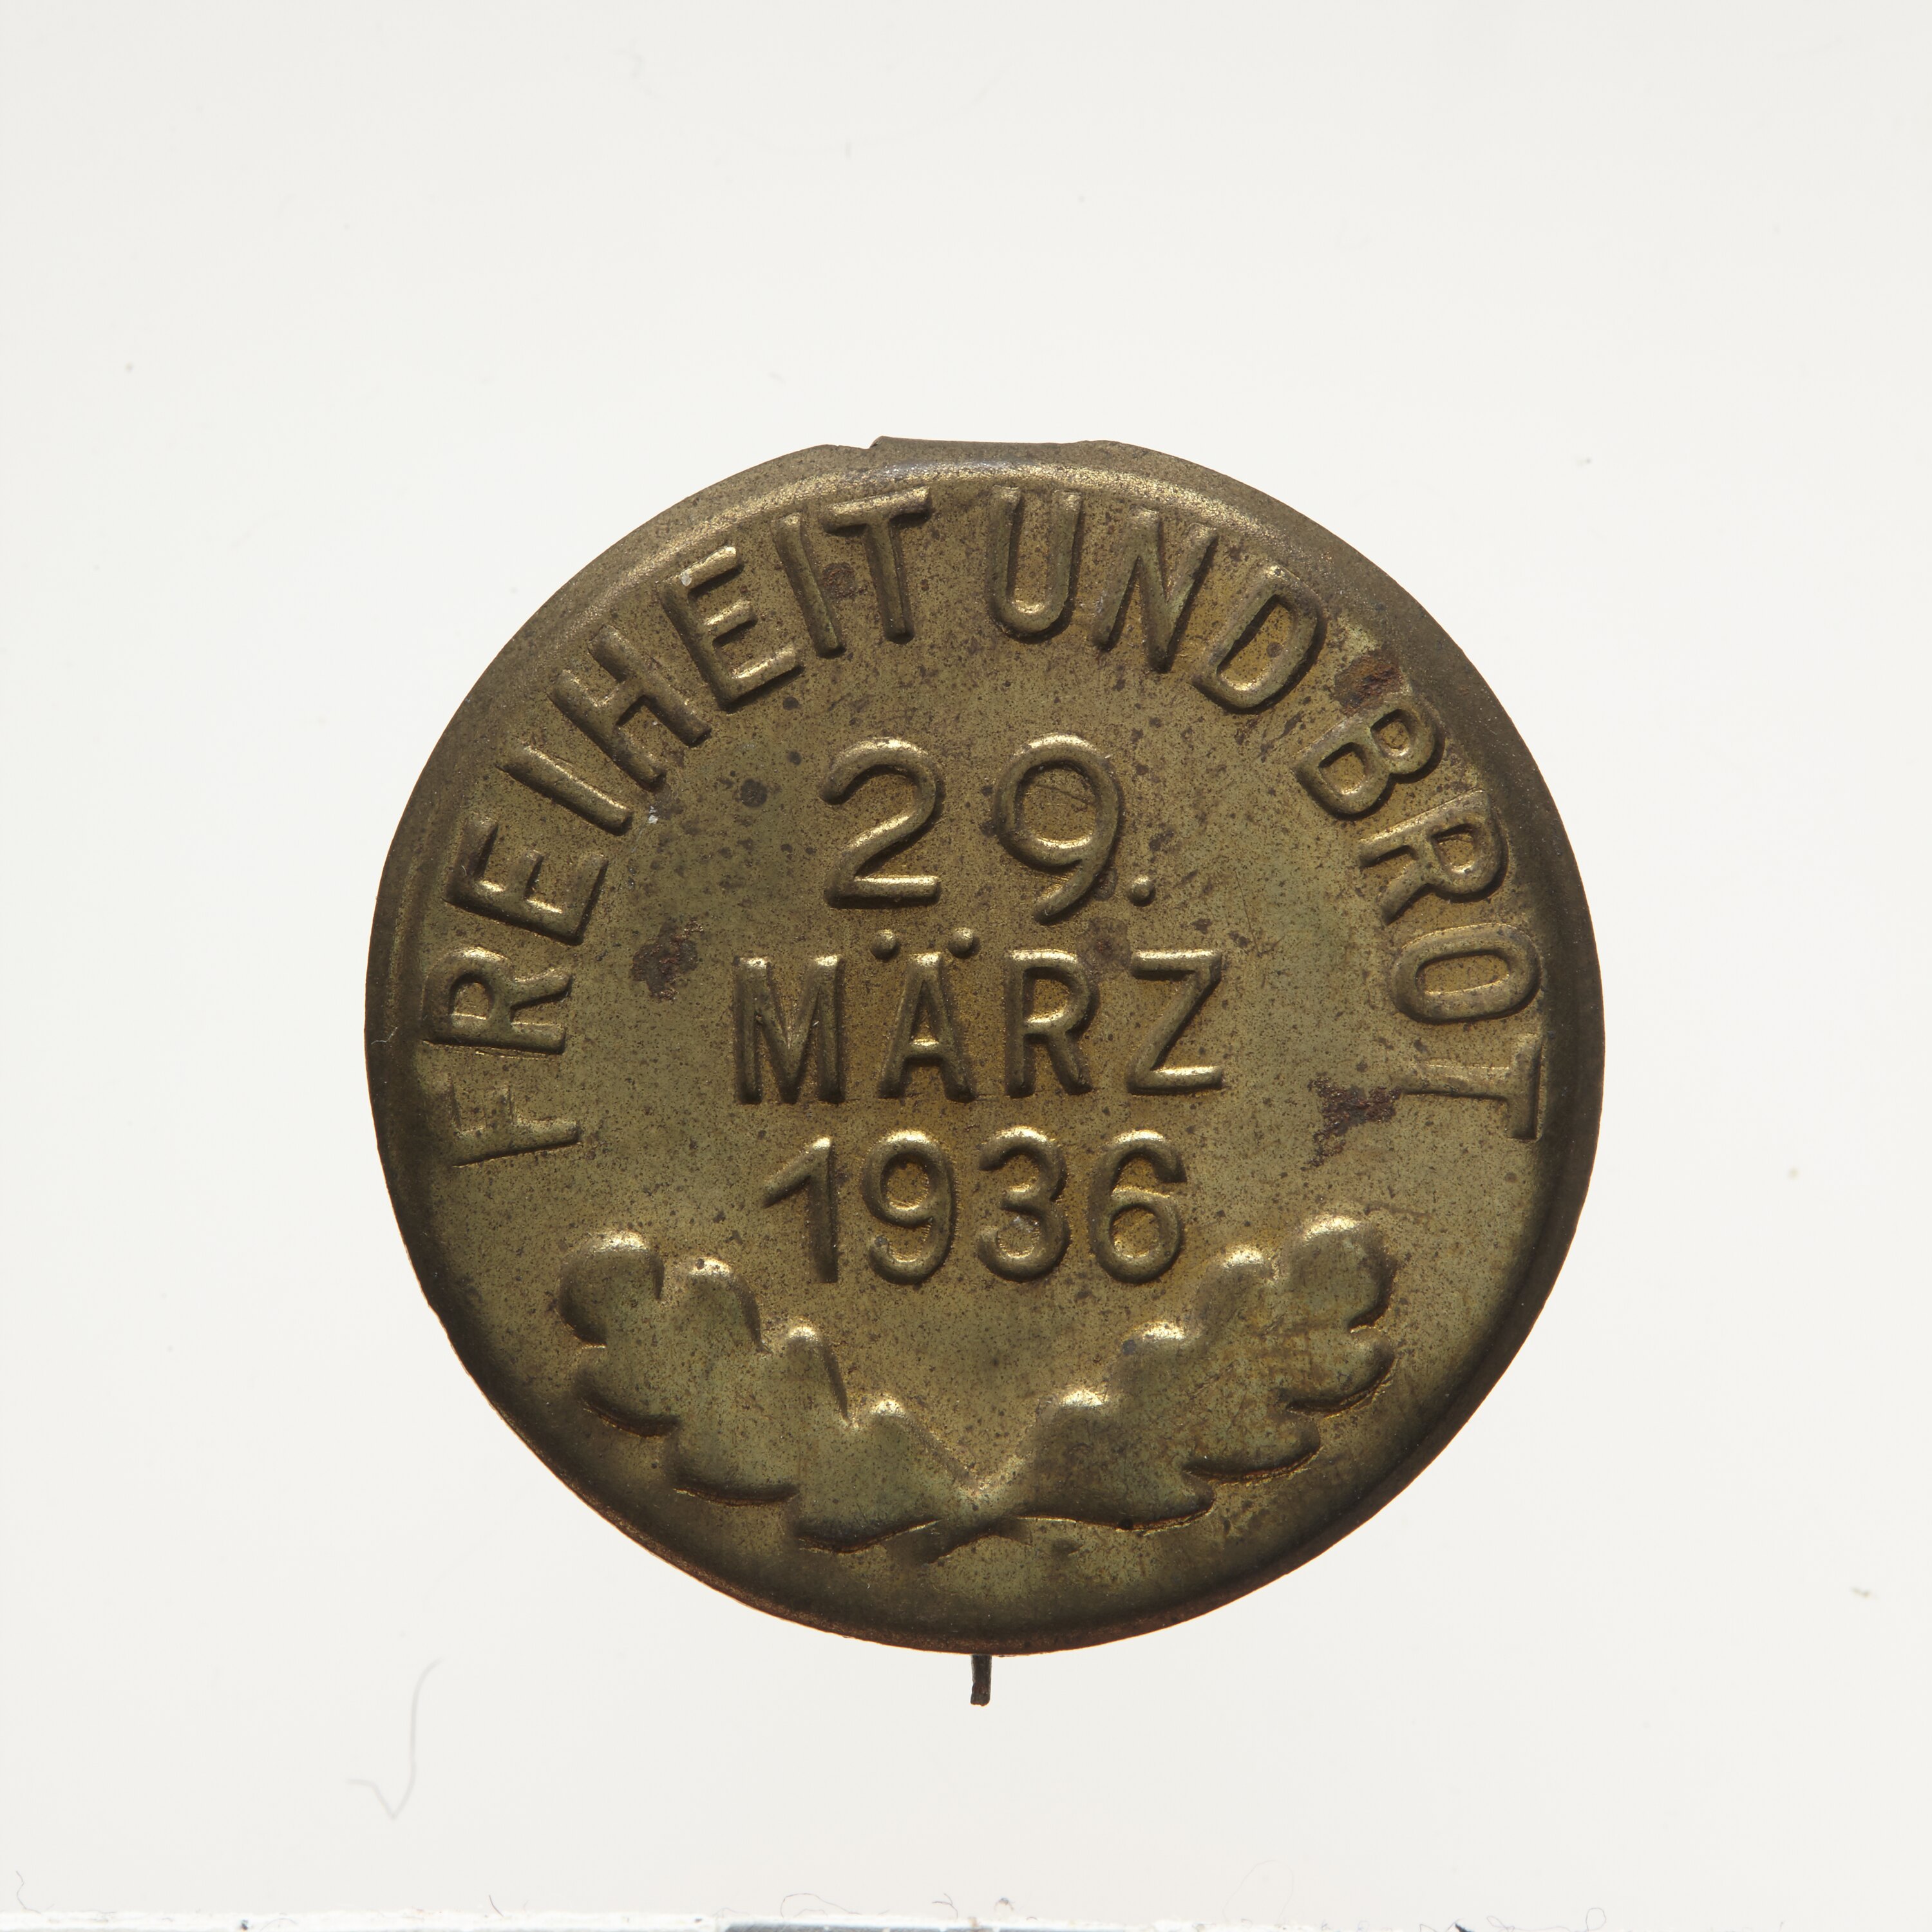 FREIHEIT UND BROT
29.
MÄRZ
1936